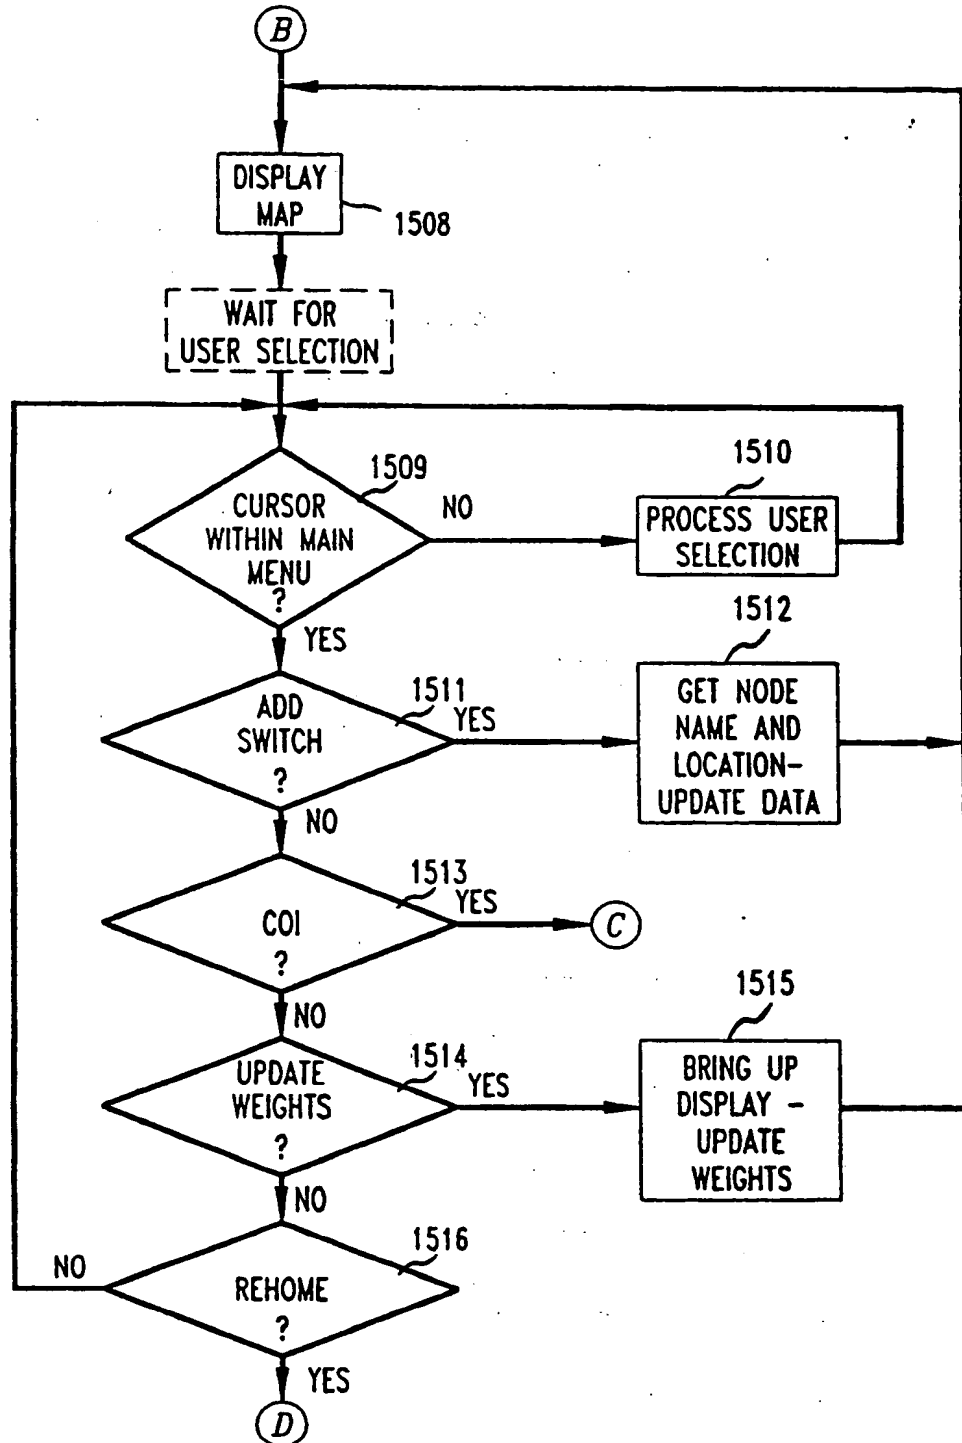 B
DISPLAY
MAP
1508
WAIT FOR
USER SELECTION
1509
CURSOR
WITHIN MAIN
MENU
?
NO
1510
PROCESS USER
SELECTION
YES
ADD
SWITCH
?
1511
YES
1512
GET NODE
NAME AND
LOCATION-
UPDATE DATA
NO
COI
?
1513
YES
C
NO
UPDATE
WEIGHTS
?
1514
YES
1515
BRING UP
DISPLAY -
UPDATE
WEIGHTS
NO
REHOME
?
1516
NO
YES
D